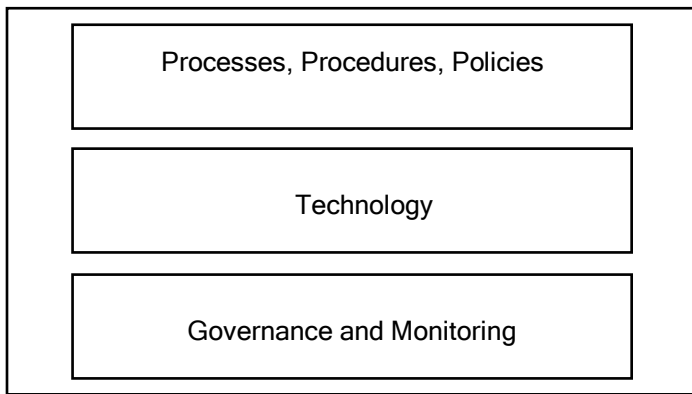 Processes, Procedures, Policies
Technology
Governance and Monitoring